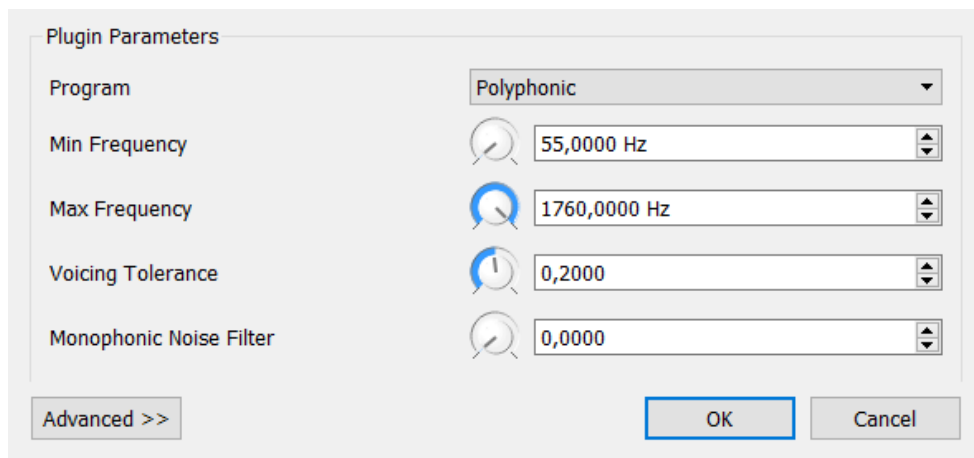 Plugin Parameters
Program Polyphonic
Min Frequency 55,0000 Hz
Max Frequency 1760,0000 Hz
Voicing Tolerance 0,2000
Monophonic Noise Filter 0,0000
Advanced >> OK Cancel